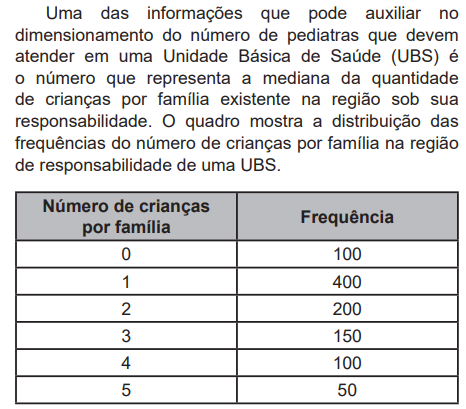 Uma das informações que pode auxiliar no
dimensionamento do número de pediatras que devem
atender em uma Unidade Básica de Saúde (UBS) é
o número que representa a mediana da quantidade
de crianças por família existente na região sob sua
responsabilidade. O quadro mostra a distribuição das
frequências do número de crianças por família na região
de responsabilidade de uma UBS.
Número de crianças por família Frequência
0 100
1 400
2 200
3 150
4 100
5 50